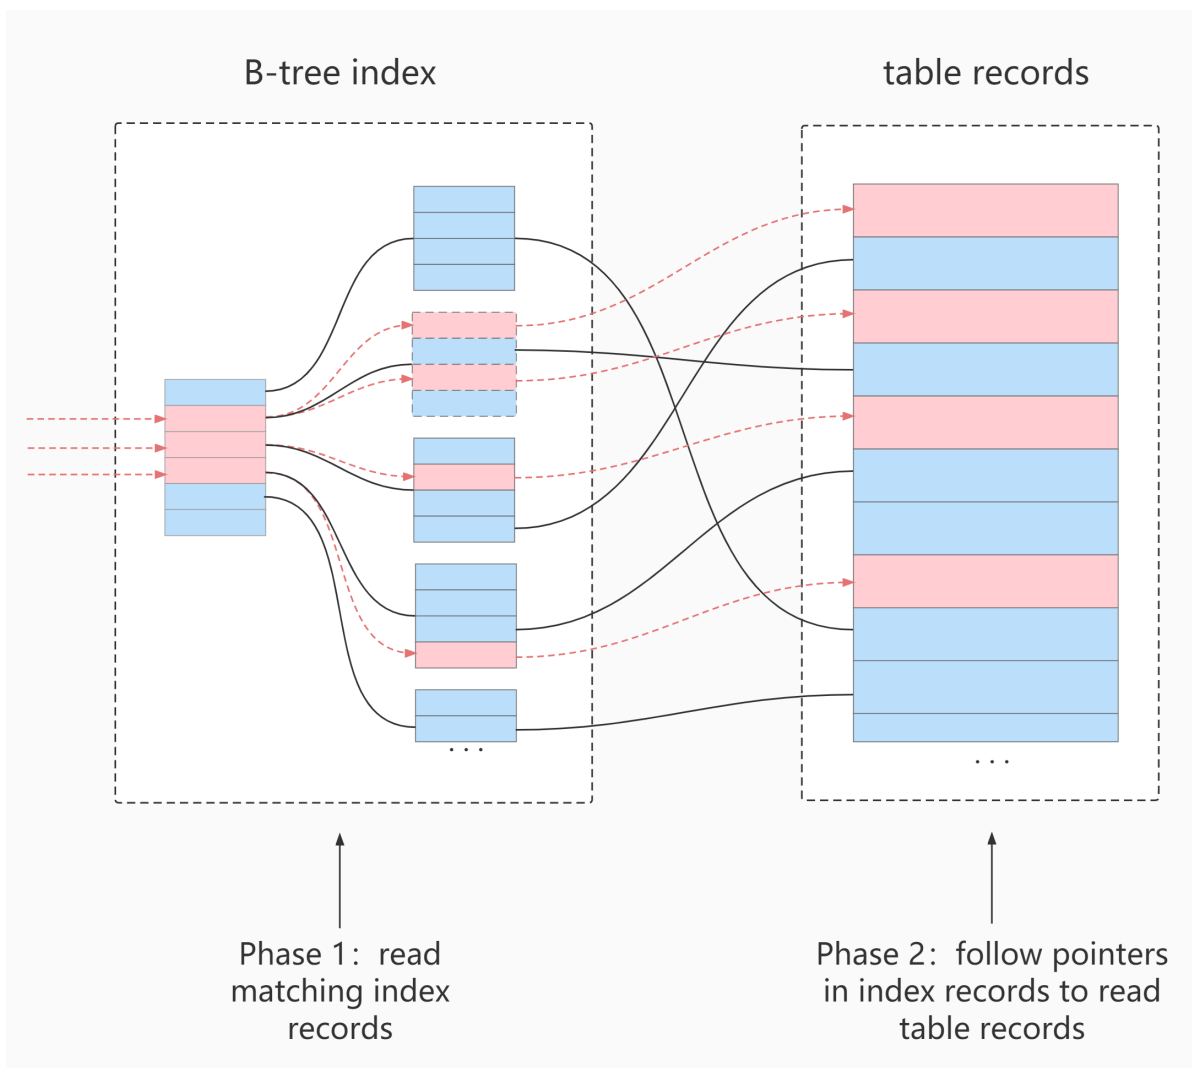 B-tree index
table records
. . .
. . .
Phase 1：read
matching index
records
Phase 2：follow pointers
in index records to read
table records